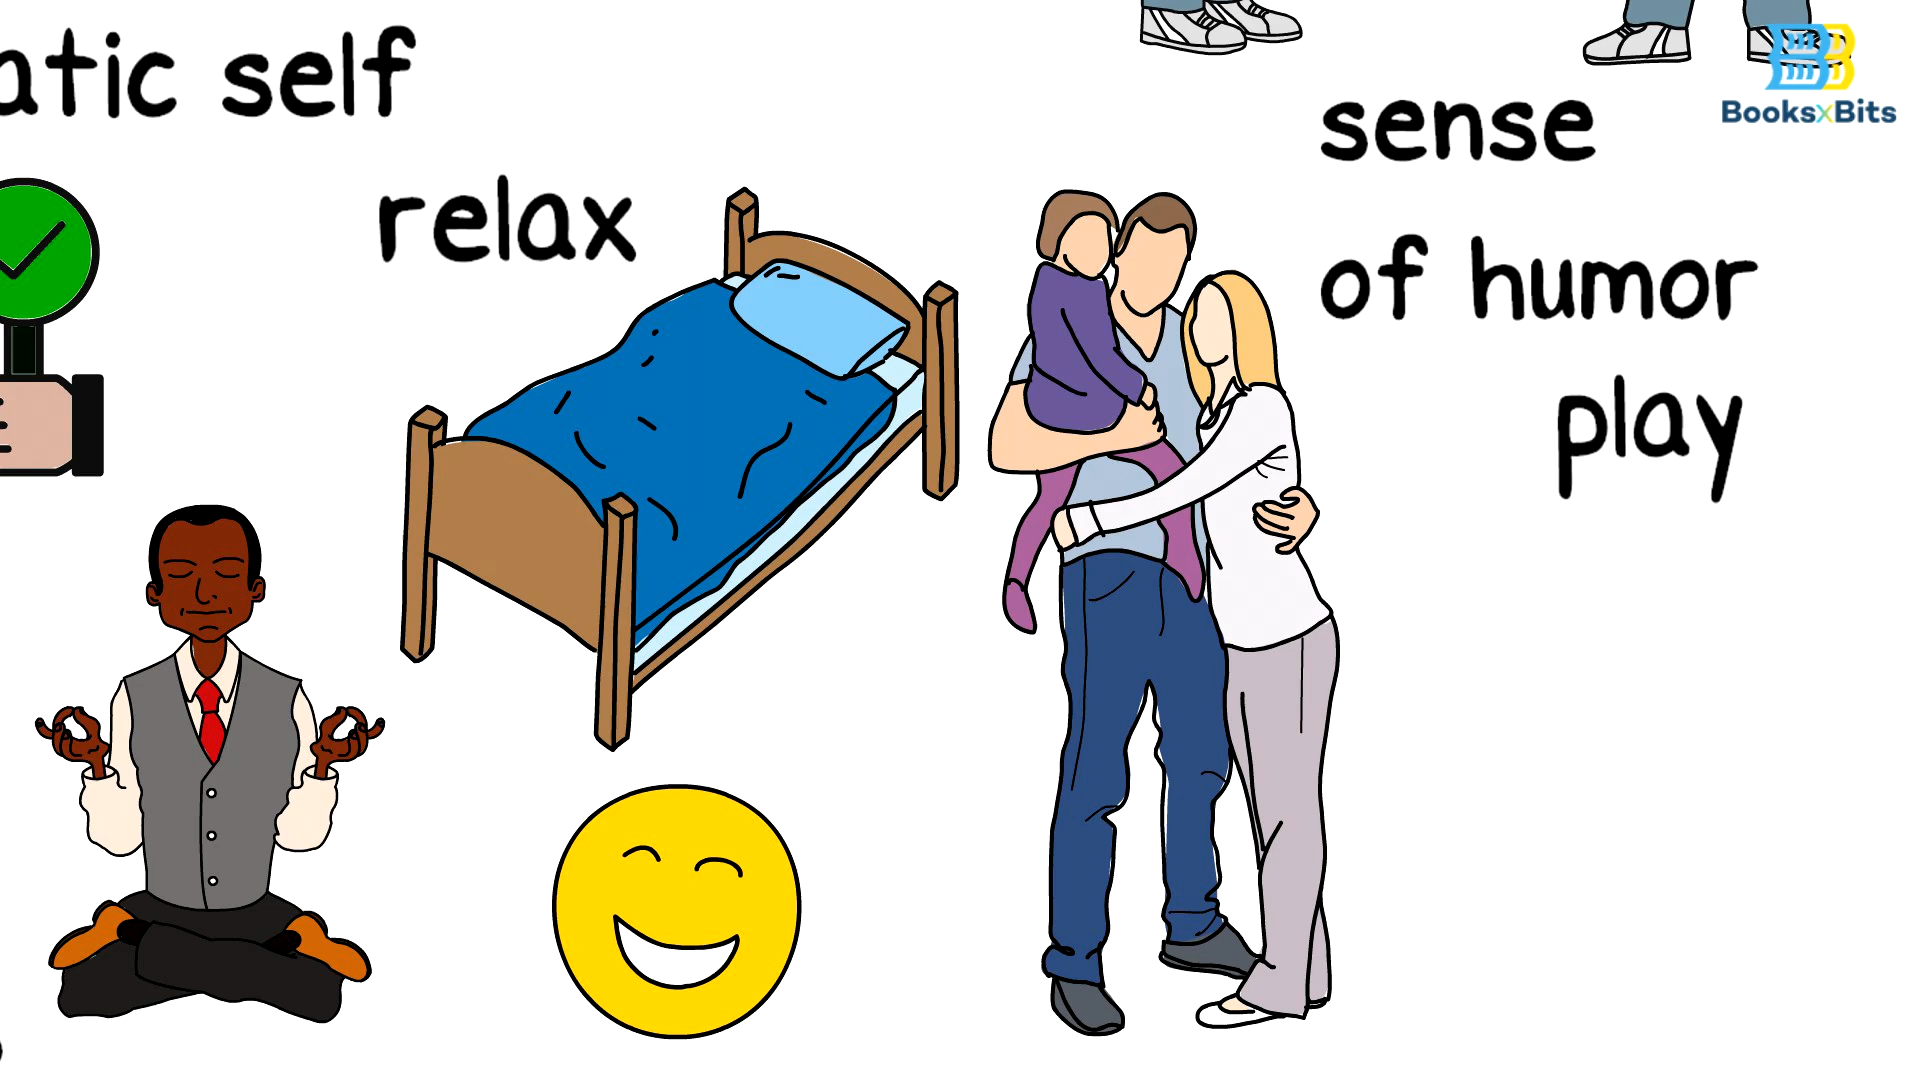 atic self
relax
sense
of humor
play
BooksxBits